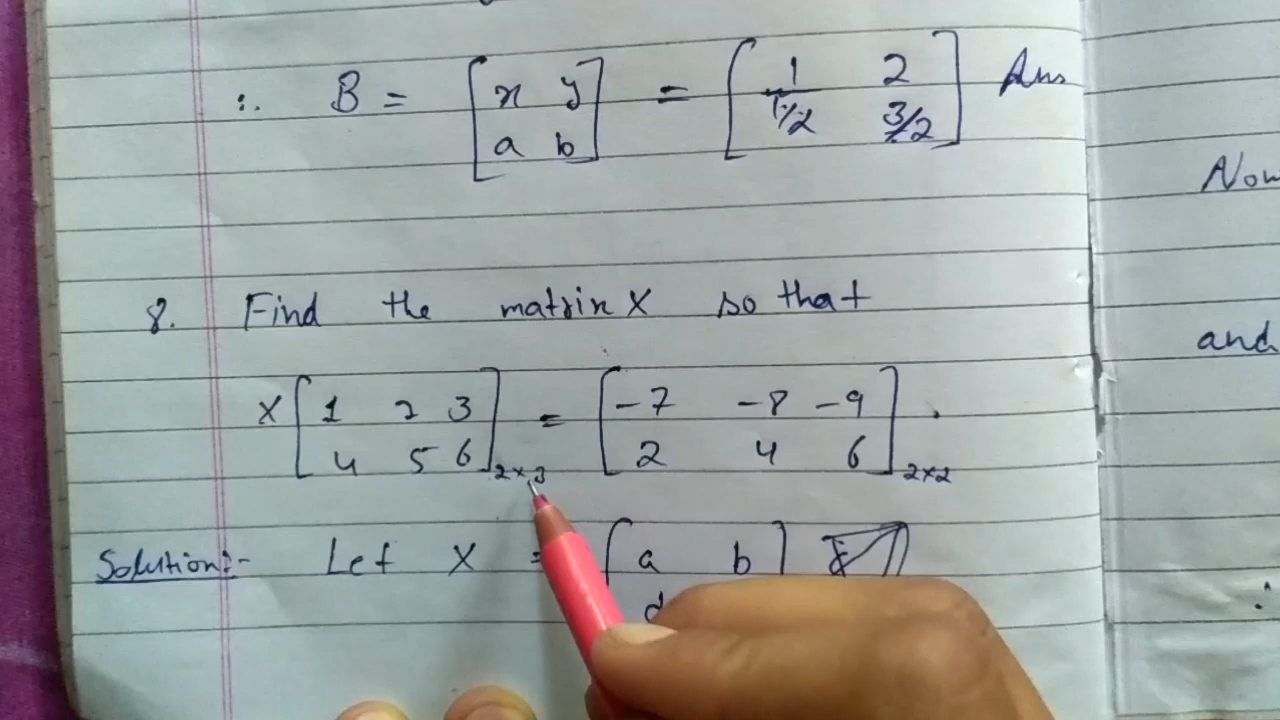 ∴ B = [x y] = [1 2] Ans
[a b] [1/2 3/2]
8. Find the matrix X so that
X [1 2 3] = [-7 -8 -9] .
[4 5 6]2×3 [2 4 6]2×2
Solution:- Let X = [a b]
d
Now
and
∴